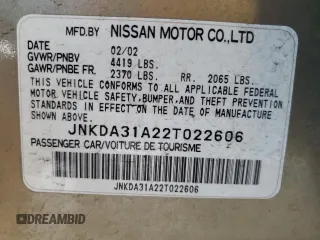 MFD.BY NISSAN MOTOR CO.,LTD
DATE 02/02
GVWR/PNBV 4419 LBS.
GAWR/PNBE FR. 2370 LBS. RR. 2065 LBS.
THIS VEHICLE CONFORMS TO ALL APPLICABLE FEDERAL
MOTOR VEHICLE SAFETY, BUMPER, AND THEFT PREVENTION
STANDARDS IN EFFECT ON THE DATE OF MANUFACTURE
SHOWN ABOVE.
JNKDA31A22T022606
PASSENGER CAR/VOITURE DE TOURISME
JNKDA31A22T022606
DREAMBID